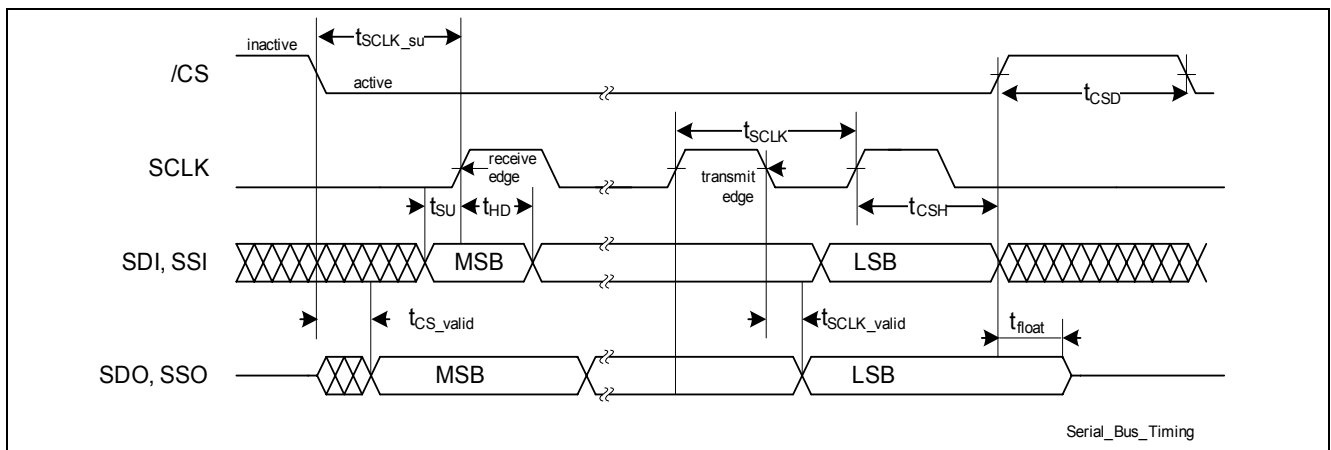 inactive
tSCLK_su
/CS
active
tCSD
tSCLK
SCLK
receive
edge
transmit
edge
tSU
tHD
tCSH
SDI, SSI
MSB
LSB
tCS_valid
tSCLK_valid
tfloat
SDO, SSO
MSB
LSB
Serial_Bus_Timing